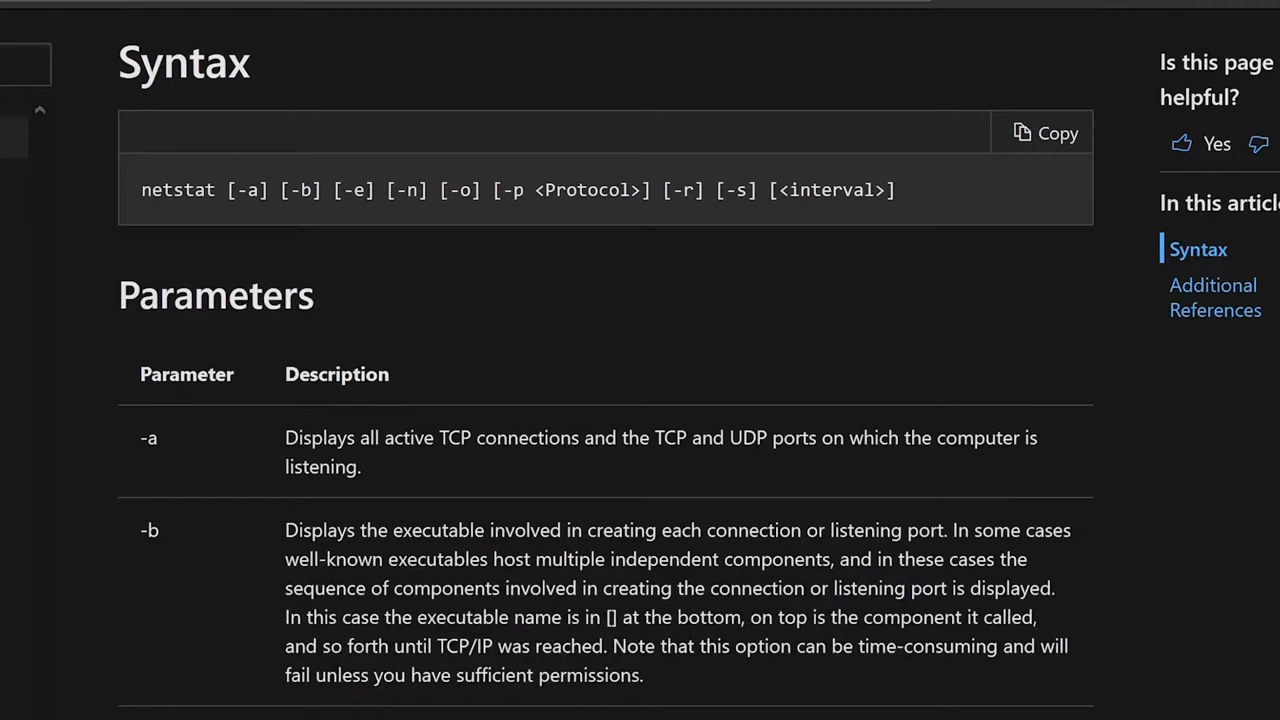 Syntax
Copy
netstat [-a] [-b] [-e] [-n] [-o] [-p <Protocol>] [-r] [-s] [<interval>]
Parameters
Parameter Description
-a Displays all active TCP connections and the TCP and UDP ports on which the computer is
listening.
-b Displays the executable involved in creating each connection or listening port. In some cases
well-known executables host multiple independent components, and in these cases the
sequence of components involved in creating the connection or listening port is displayed.
In this case the executable name is in [] at the bottom, on top is the component it called,
and so forth until TCP/IP was reached. Note that this option can be time-consuming and will
fail unless you have sufficient permissions.
Is this page
helpful?
Yes
In this article
Syntax
Additional
References